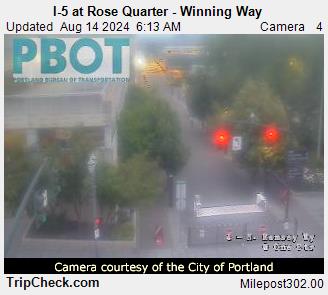 I-5 at Rose Quarter - Winning Way
Updated Aug 14 2024 6:13 AM Camera 4
PBOT
PORTLAND BUREAU OF TRANSPORTATION
Camera courtesy of the City of Portland
TripCheck.com Milepost302.00